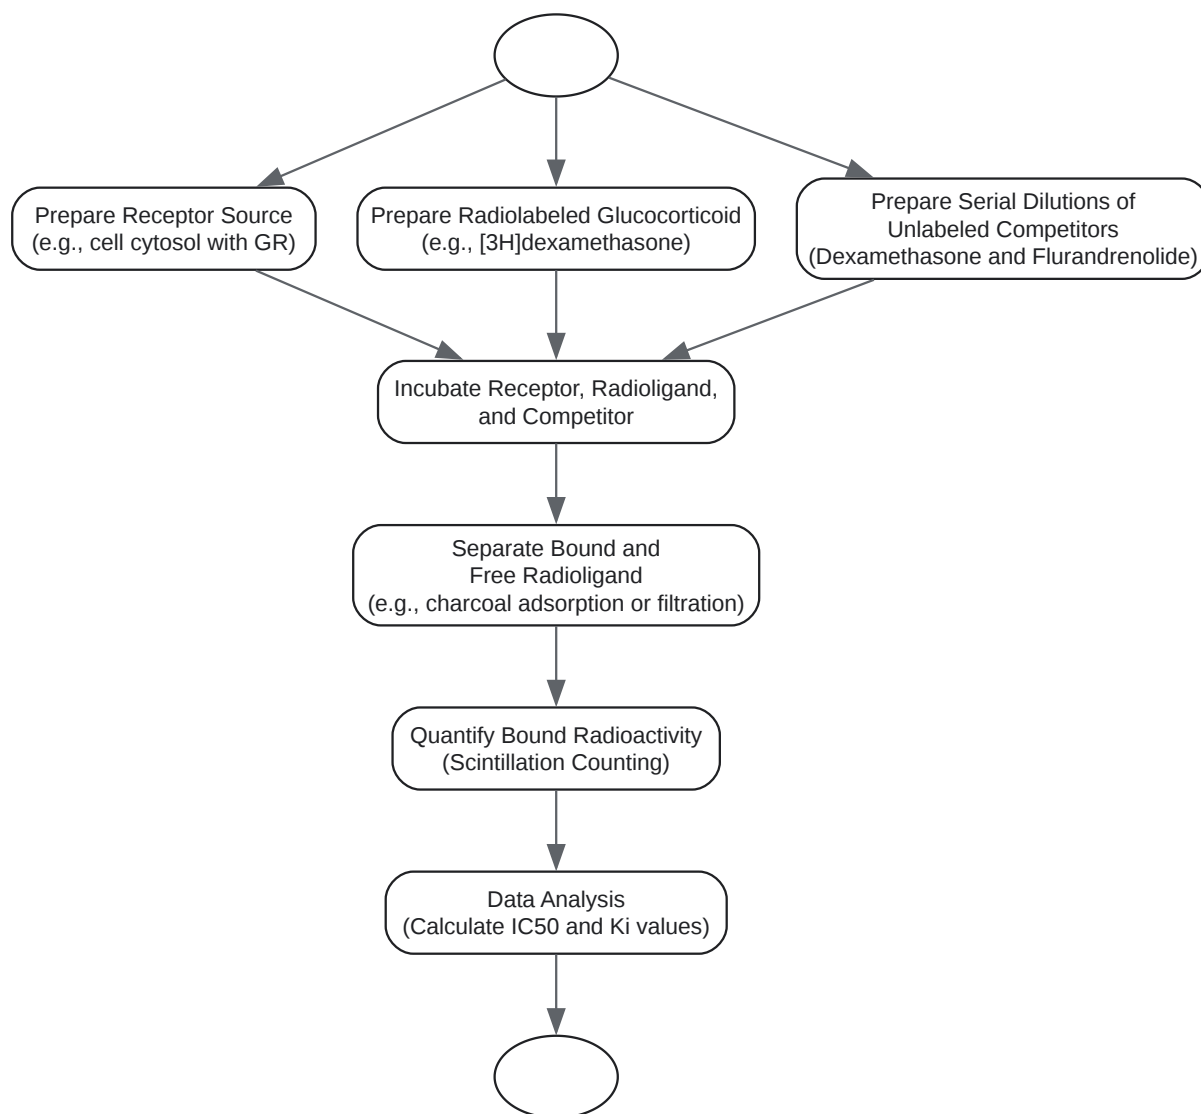 Prepare Receptor Source
(e.g., cell cytosol with GR)
Prepare Radiolabeled Glucocorticoid
(e.g., [3H]dexamethasone)
Prepare Serial Dilutions of
Unlabeled Competitors
(Dexamethasone and Flurandrenolide)
Incubate Receptor, Radioligand,
and Competitor
Separate Bound and
Free Radioligand
(e.g., charcoal adsorption or filtration)
Quantify Bound Radioactivity
(Scintillation Counting)
Data Analysis
(Calculate IC50 and Ki values)